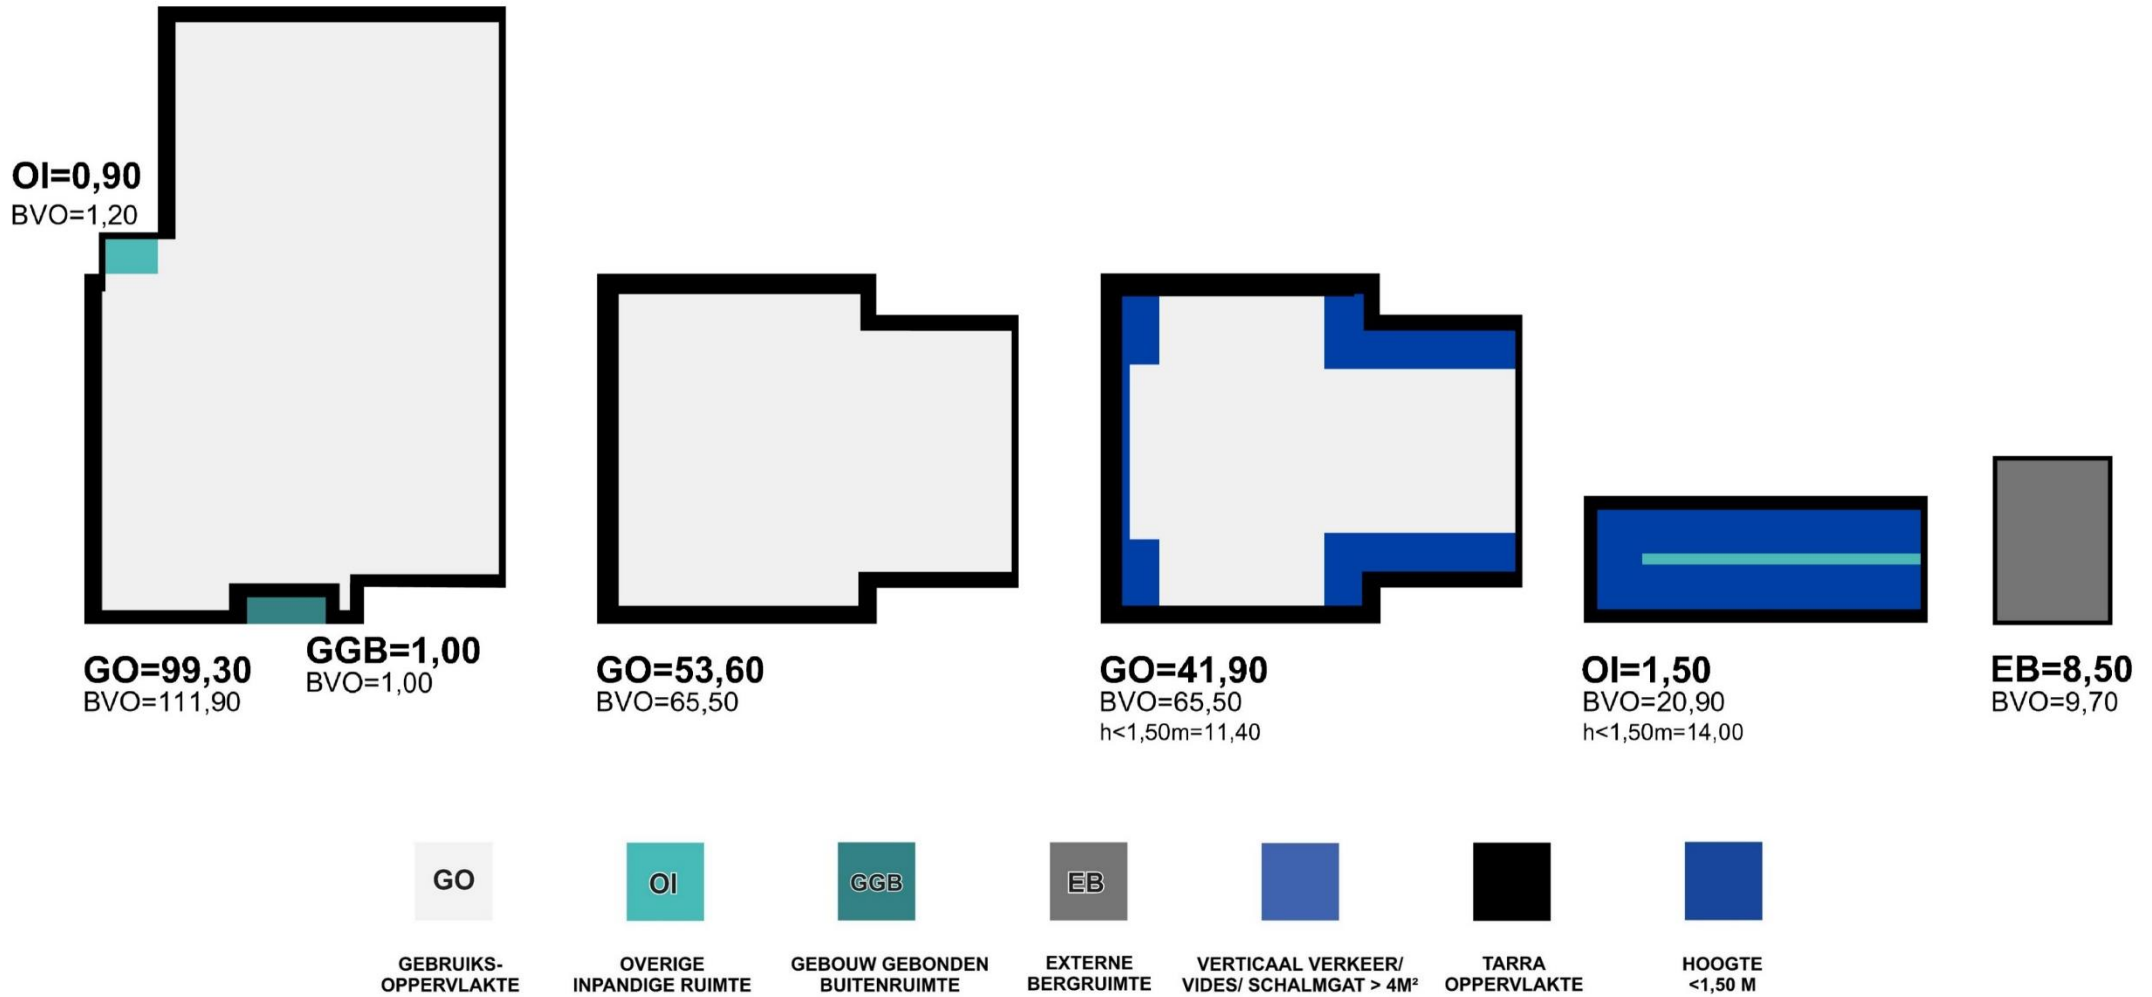 OI=0,90
BVO=1,20
GO=99,30
BVO=111,90
GGB=1,00
BVO=1,00
GO=53,60
BVO=65,50
GO=41,90
BVO=65,50
h<1,50m=11,40
OI=1,50
BVO=20,90
h<1,50m=14,00
EB=8,50
BVO=9,70
GO
GEBRUIKS-
OPPERVLAKTE
OI
OVERIGE
INPANDIGE RUIMTE
GGB
GEBOUW GEBONDEN
BUITENRUIMTE
EB
EXTERNE
BERGRUIMTE
VERTICAAL VERKEER/
VIDES/ SCHALMGAT > 4M²
TARRA
OPPERVLAKTE
HOOGTE
<1,50 M